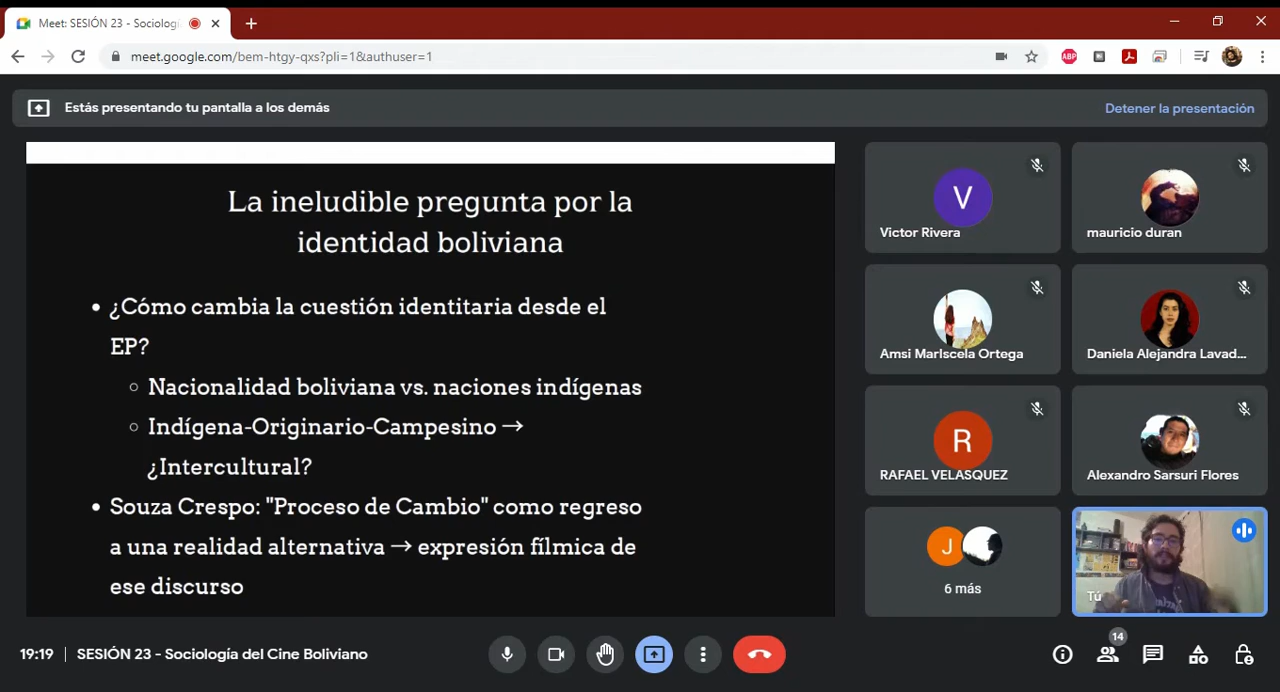 Meet: SESIÓN 23 - Sociologí
meet.google.com/bem-htgy-qxs?pli=1&authuser=1
ABP
Estás presentando tu pantalla a los demás
Detener la presentación
La ineludible pregunta por la
identidad boliviana
• ¿Cómo cambia la cuestión identitaria desde el
EP?
○ Nacionalidad boliviana vs. naciones indígenas
○ Indígena-Originario-Campesino →
¿Intercultural?
• Souza Crespo: "Proceso de Cambio" como regreso
a una realidad alternativa → expresión fílmica de
ese discurso
V
Victor Rivera
mauricio duran
Amsi Marlscela Ortega
Daniela Alejandra Lavad...
R
RAFAEL VELASQUEZ
Alexandro Sarsuri Flores
J
6 más
Tú
19:19 | SESIÓN 23 - Sociología del Cine Boliviano
14